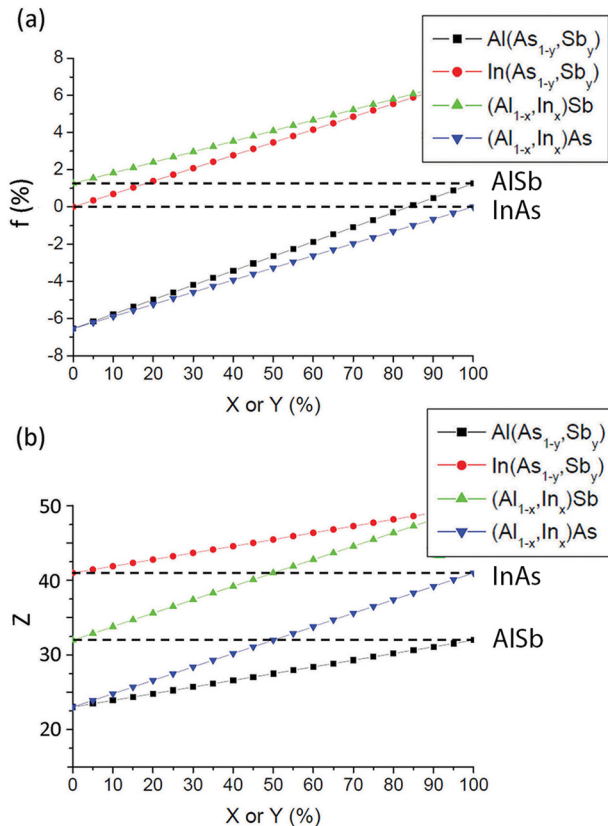 (a)
Al(As1-y,Sby)
In(As1-y,Sby)
(Al1-x,Inx)Sb
(Al1-x,Inx)As
8
6
4
2
0
-2
-4
-6
-8
f (%)
AlSb
InAs
0 10 20 30 40 50 60 70 80 90 100
X or Y (%)
(b)
Al(As1-y,Sby)
In(As1-y,Sby)
(Al1-x,Inx)Sb
(Al1-x,Inx)As
50
40
30
20
Z
InAs
AlSb
0 10 20 30 40 50 60 70 80 90 100
X or Y (%)